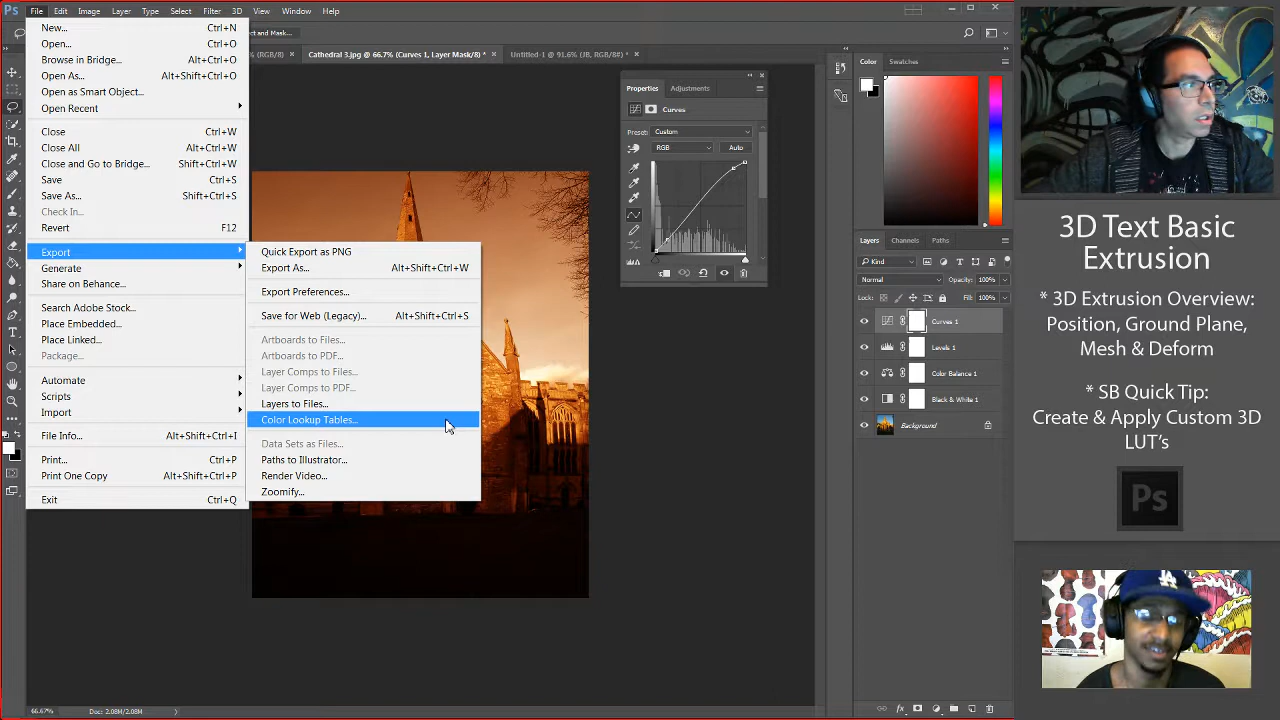 Ps File Edit Image Layer Type Select Filter 3D View Window Help
and Mask...
(RGB/8) × Cathedral 3.jpg @ 66.7% (Curves 1, Layer Mask/8) * × Untitled-1 @ 91.6% (JB, RGB/8#) * ×
New... Ctrl+N
Open... Ctrl+O
Browse in Bridge... Alt+Ctrl+O
Open As... Alt+Shift+Ctrl+O
Open as Smart Object...
Open Recent
Close Ctrl+W
Close All Alt+Ctrl+W
Close and Go to Bridge... Shift+Ctrl+W
Save Ctrl+S
Save As... Shift+Ctrl+S
Check In...
Revert F12
Export
Generate
Share on Behance...
Search Adobe Stock...
Place Embedded...
Place Linked...
Package...
Automate
Scripts
Import
File Info... Alt+Shift+Ctrl+I
Print... Ctrl+P
Print One Copy Alt+Shift+Ctrl+P
Exit Ctrl+Q
Quick Export as PNG
Export As... Alt+Shift+Ctrl+W
Export Preferences...
Save for Web (Legacy)... Alt+Shift+Ctrl+S
Artboards to Files...
Artboards to PDF...
Layer Comps to Files...
Layer Comps to PDF...
Layers to Files...
Color Lookup Tables...
Data Sets as Files...
Paths to Illustrator...
Render Video...
Zoomify...
Properties Adjustments
Curves
Preset: Custom
RGB Auto
Color Swatches
Layers Channels Paths
Kind
Normal Opacity: 100%
Lock: Fill: 100%
Curves 1
Levels 1
Color Balance 1
Black & White 1
Background
66.67% Doc: 2.08M/2.08M
3D Text Basic
Extrusion
* 3D Extrusion Overview:
Position, Ground Plane,
Mesh & Deform
* SB Quick Tip:
Create & Apply Custom 3D
LUT's
Ps